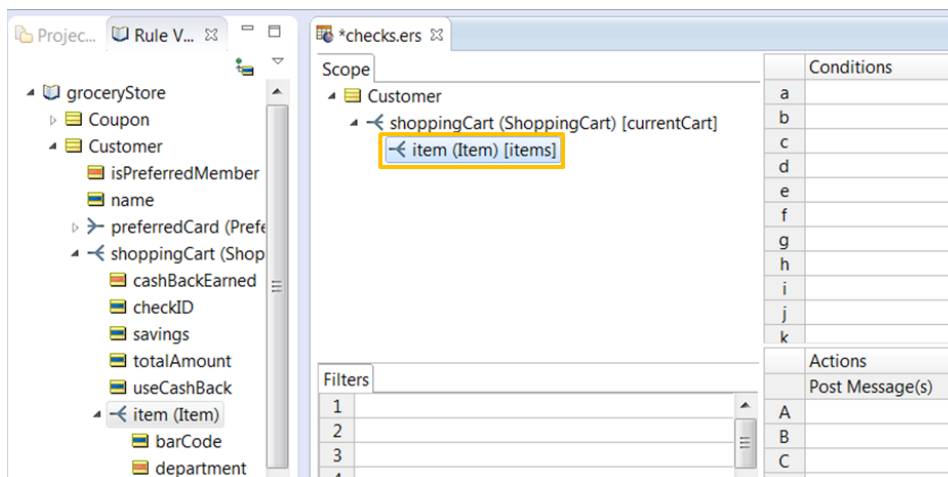 Projec...
Rule V...
groceryStore
Coupon
Customer
isPreferredMember
name
preferredCard (Prefe
shoppingCart (Shop
cashBackEarned
checkID
savings
totalAmount
useCashBack
item (Item)
barCode
department
*checks.ers
Scope
Customer
shoppingCart (ShoppingCart) [currentCart]
item (Item) [items]
Filters
1
2
3
Conditions
a
b
c
d
e
f
g
h
i
j
k
Actions
Post Message(s)
A
B
C